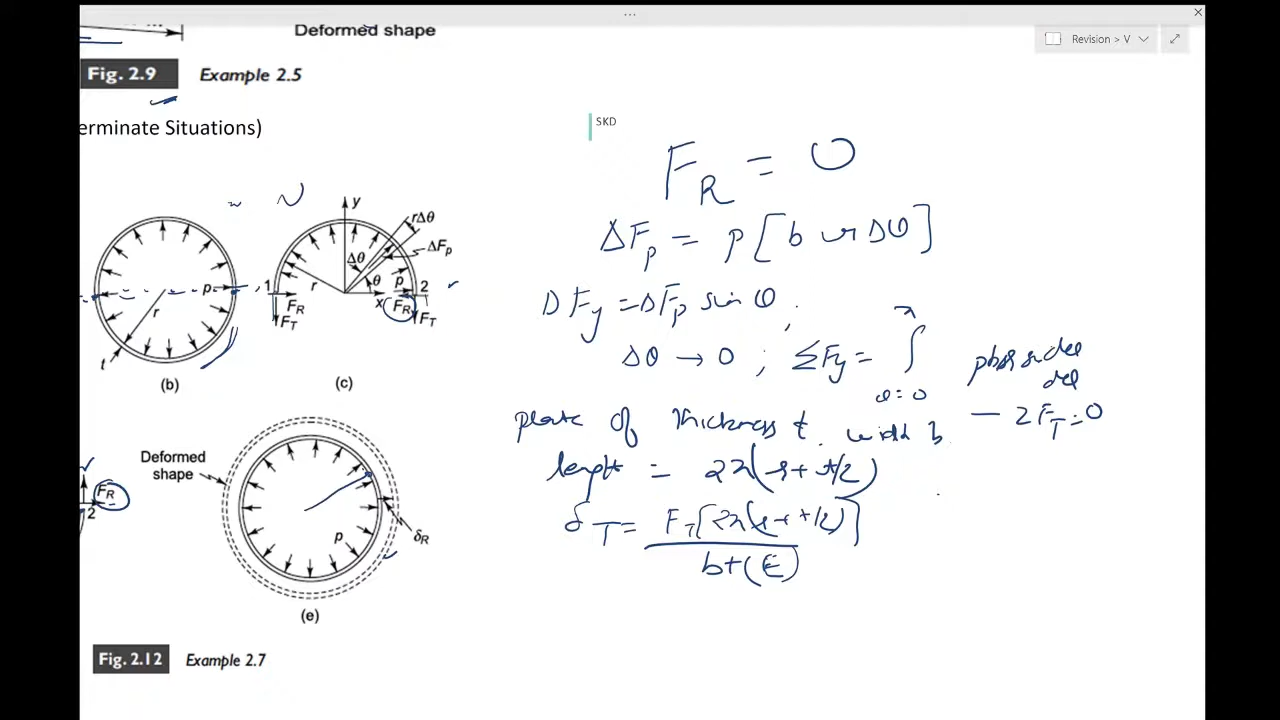 Deformed shape
Revision > V
Fig. 2.9 Example 2.5
erminate Situations)
SKD
F_R = 0
y
rΔθ
ΔF_p
Δθ
θ
r
p
1
2
x
F_R
F_R
F_T
F_T
p
r
t
(b)
(c)
ΔF_p = p [ b r Δθ ]
ΔF_y = ΔF_p sin θ ;
Δθ → 0 ; ΣF_y = ∫
π
θ = 0
- 2F_T = 0
plate of thickness t, width b
length = 2π(r + t/2)
δ_T = F_T [2π(r + t/2)]
bt(E)
Deformed
shape
F_R
2
p
δ_R
(e)
Fig. 2.12 Example 2.7